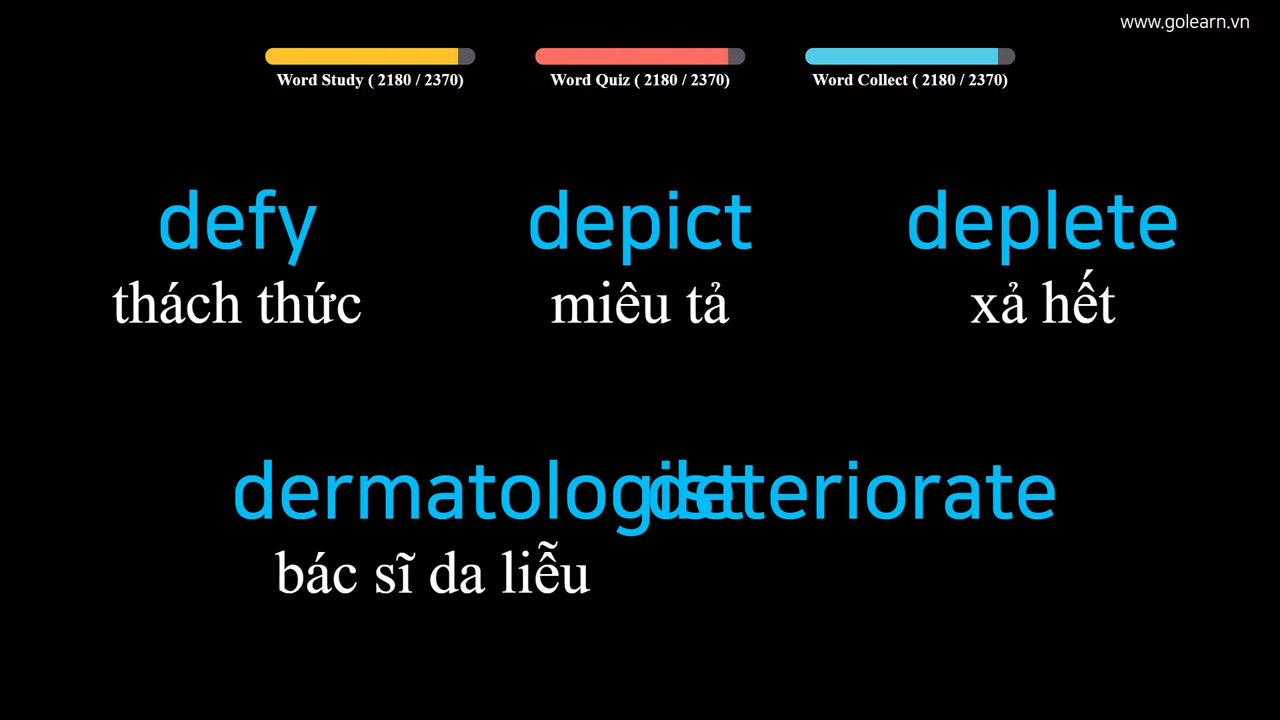 www.golearn.vn
Word Study ( 2180 / 2370) Word Quiz ( 2180 / 2370) Word Collect ( 2180 / 2370)
defy depict deplete
thách thức miêu tả xả hết
dermatologist deteriorate
bác sĩ da liễu